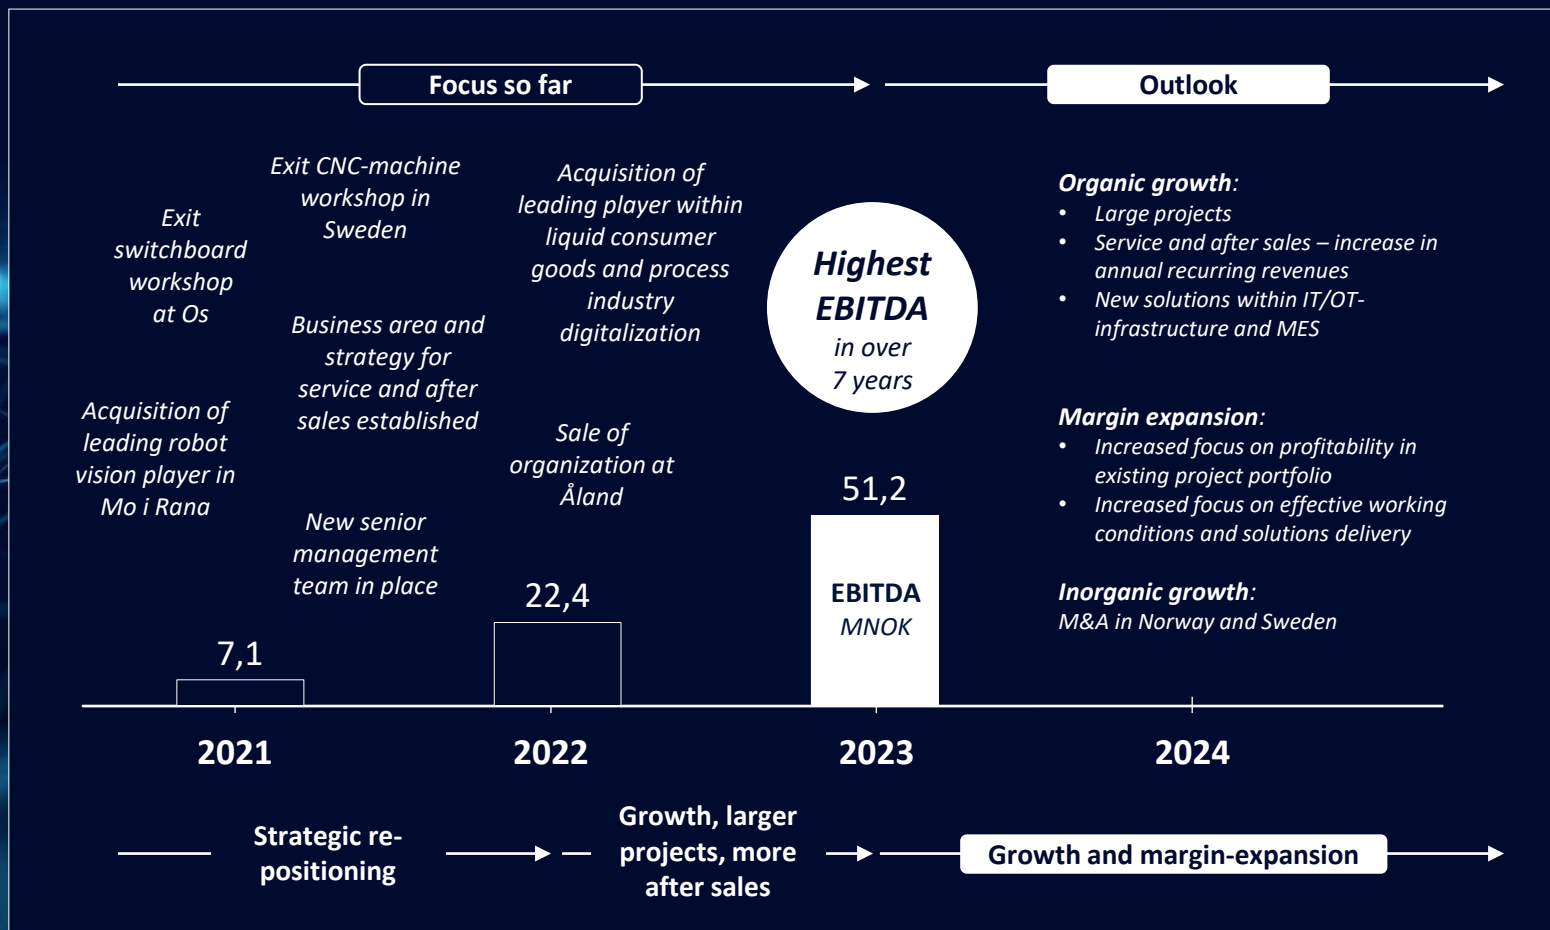 Focus so far
Outlook
Exit
switchboard
workshop
at Os
Exit CNC-machine
workshop in
Sweden
Acquisition of
leading player within
liquid consumer
goods and process
industry
digitalization
Business area and
strategy for
service and after
sales established
Acquisition of
leading robot
vision player in
Mo i Rana
New senior
management
team in place
Sale of
organization at
Åland
Highest
EBITDA
in over
7 years
Organic growth:
• Large projects
• Service and after sales – increase in
annual recurring revenues
• New solutions within IT/OT-
infrastructure and MES
Margin expansion:
• Increased focus on profitability in
existing project portfolio
• Increased focus on effective working
conditions and solutions delivery
Inorganic growth:
M&A in Norway and Sweden
7,1
22,4
51,2
EBITDA
MNOK
2021
2022
2023
2024
Strategic re-
positioning
Growth, larger
projects, more
after sales
Growth and margin-expansion